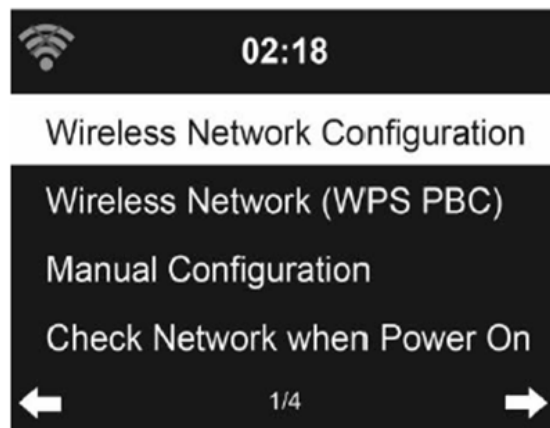 02:18
Wireless Network Configuration
Wireless Network (WPS PBC)
Manual Configuration
Check Network when Power On
1/4